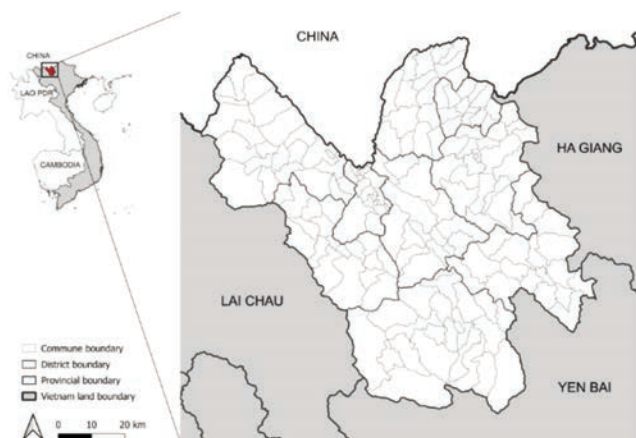 CHINA
LAO PDR
CAMBODIA
CHINA
HA GIANG
LAI CHAU
YEN BAI
Commune boundary
District boundary
Provincial boundary
Vietnam land boundary
0 10 20 km